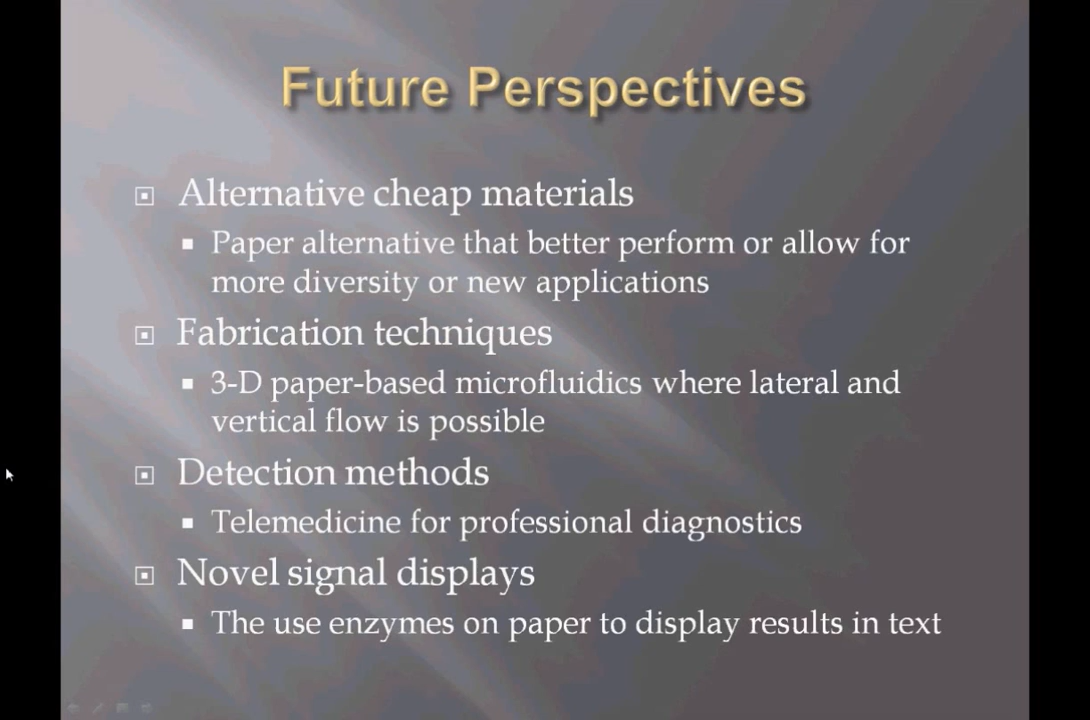 Future Perspectives
Alternative cheap materials
Paper alternative that better perform or allow for
more diversity or new applications
Fabrication techniques
3-D paper-based microfluidics where lateral and
vertical flow is possible
Detection methods
Telemedicine for professional diagnostics
Novel signal displays
The use enzymes on paper to display results in text